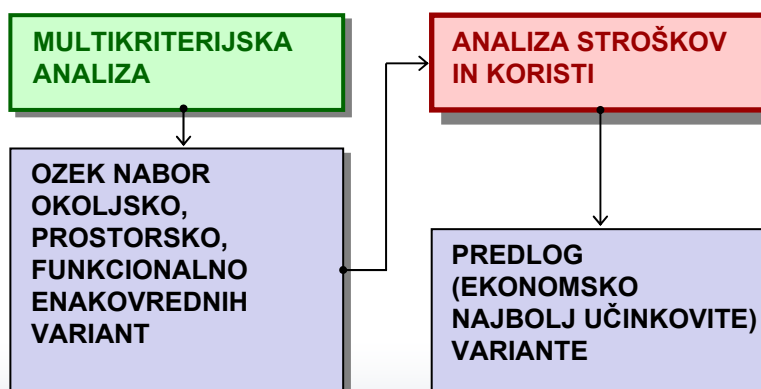 MULTIKRITERIJSKA
ANALIZA
OZEK NABOR
OKOLJSKO,
PROSTORSKO,
FUNKCIONALNO
ENAKOVREDNIH
VARIANT
ANALIZA STROŠKOV
IN KORISTI
PREDLOG
(EKONOMSKO
NAJBOLJ UČINKOVITE)
VARIANTE